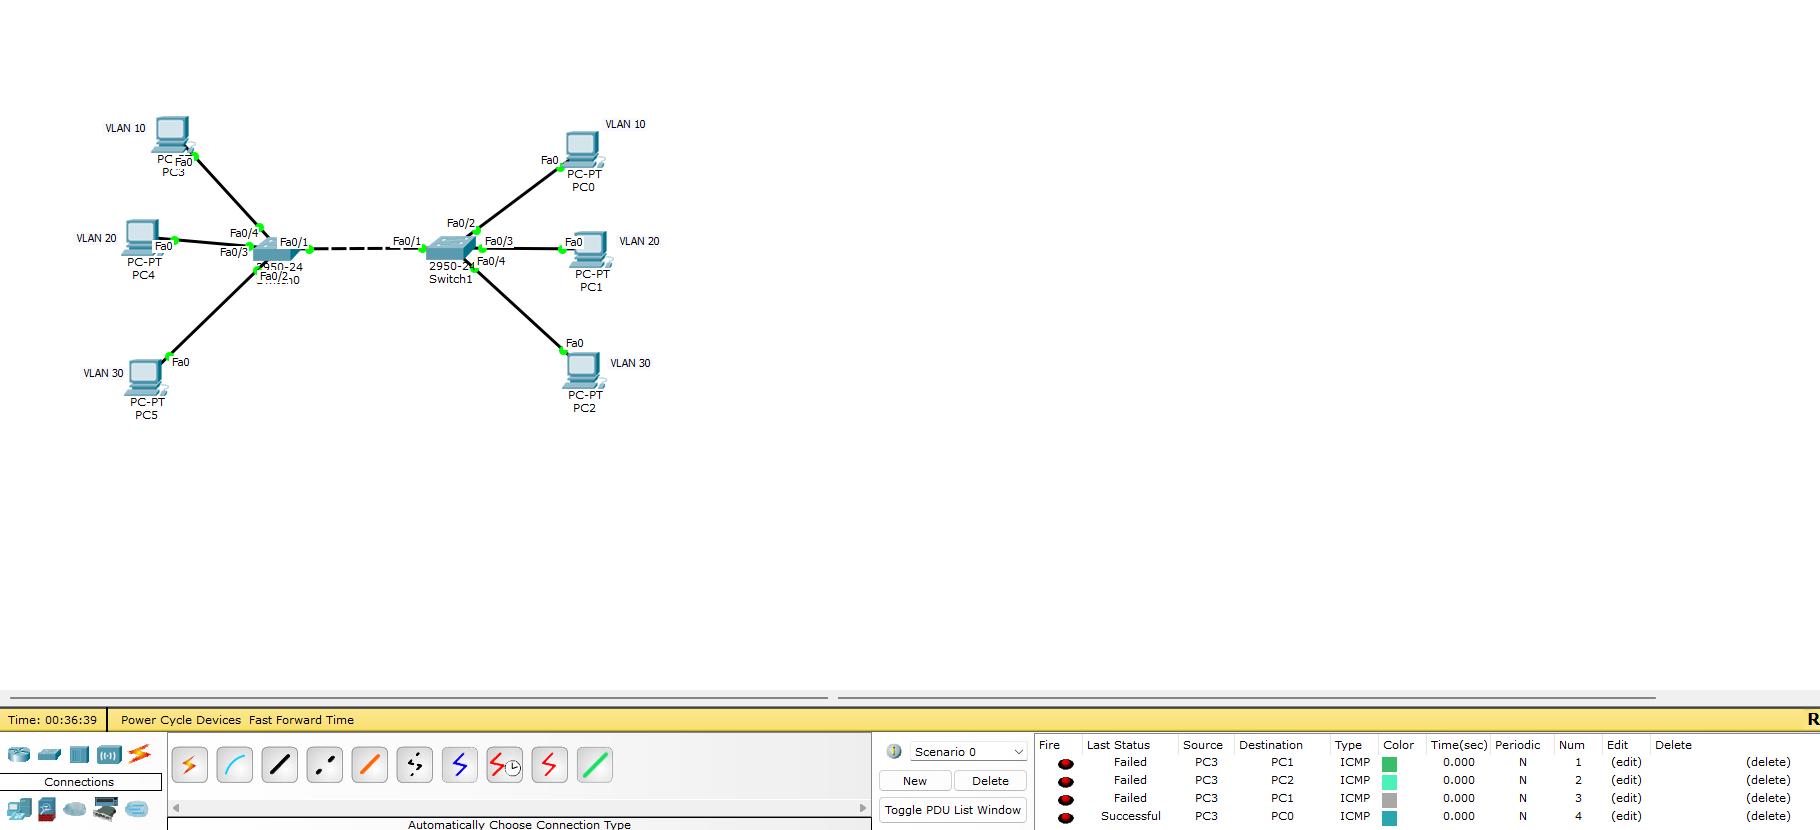 VLAN 10
VLAN 10
Fa0
PC3
Fa0
PC-PT
PC0
VLAN 20
Fa0
PC-PT
PC4
Fa0/4
Fa0/3
Fa0/1
2950-24
Fa0/2
Fa0/1
Fa0/2
Fa0/3
Fa0/4
2950-24
Switch1
Fa0
VLAN 20
PC-PT
PC1
VLAN 30
Fa0
PC-PT
PC5
Fa0
VLAN 30
PC-PT
PC2
Time: 00:36:39 Power Cycle Devices Fast Forward Time R
Connections
Automatically Choose Connection Type
Scenario 0
New Delete
Toggle PDU List Window
Fire Last Status Source Destination Type Color Time(sec) Periodic Num Edit Delete
Failed PC3 PC1 ICMP 0.000 N 1 (edit) (delete)
Failed PC3 PC2 ICMP 0.000 N 2 (edit) (delete)
Failed PC3 PC1 ICMP 0.000 N 3 (edit) (delete)
Successful PC3 PC0 ICMP 0.000 N 4 (edit) (delete)